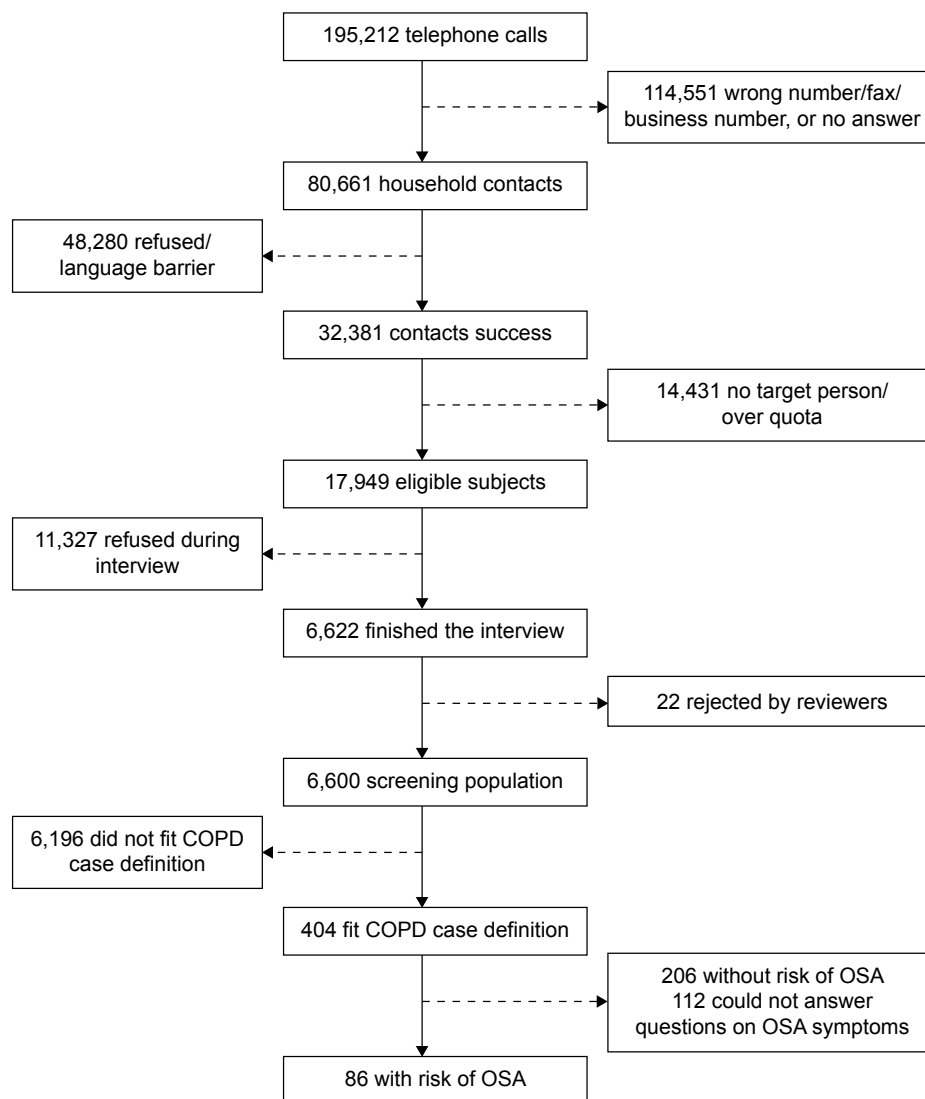 195,212 telephone calls
114,551 wrong number/fax/
business number, or no answer
80,661 household contacts
48,280 refused/
language barrier
32,381 contacts success
14,431 no target person/
over quota
17,949 eligible subjects
11,327 refused during
interview
6,622 finished the interview
22 rejected by reviewers
6,600 screening population
6,196 did not fit COPD
case definition
404 fit COPD case definition
206 without risk of OSA
112 could not answer
questions on OSA symptoms
86 with risk of OSA